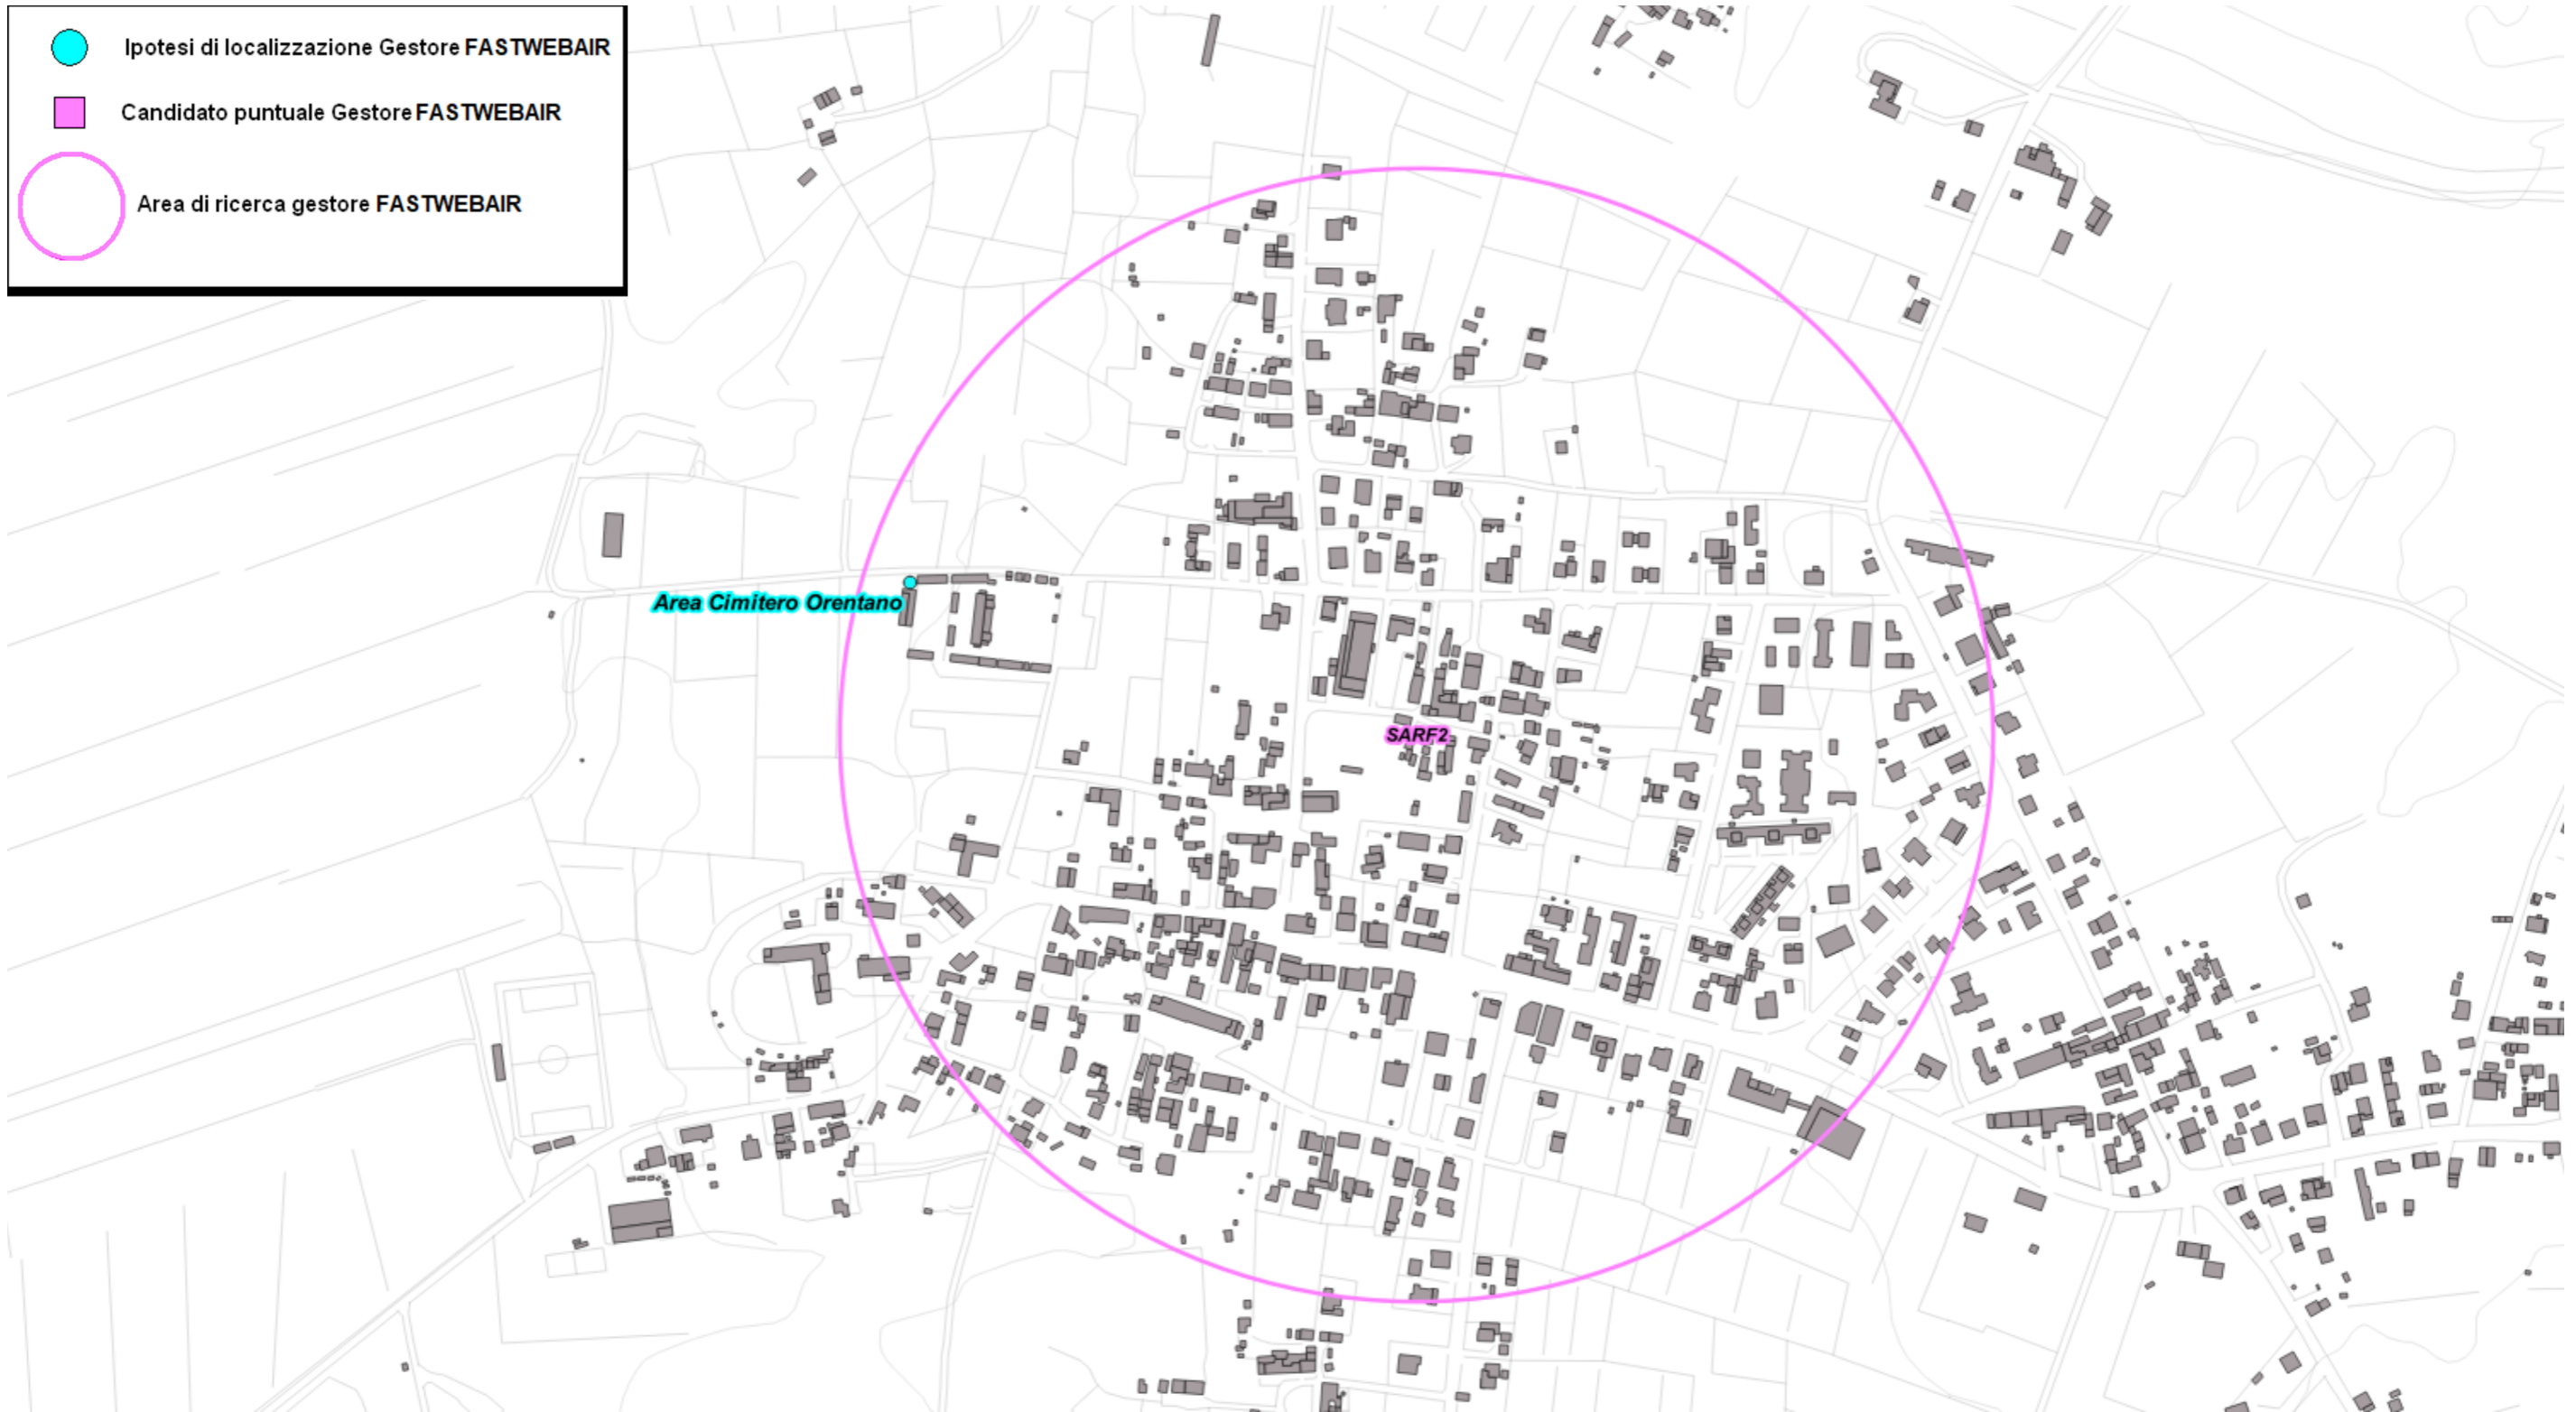 Ipotesi di localizzazione Gestore FASTWEBAIR
Candidato puntuale Gestore FASTWEBAIR
Area di ricerca gestore FASTWEBAIR
Area Cimitero Orentano
SARF2